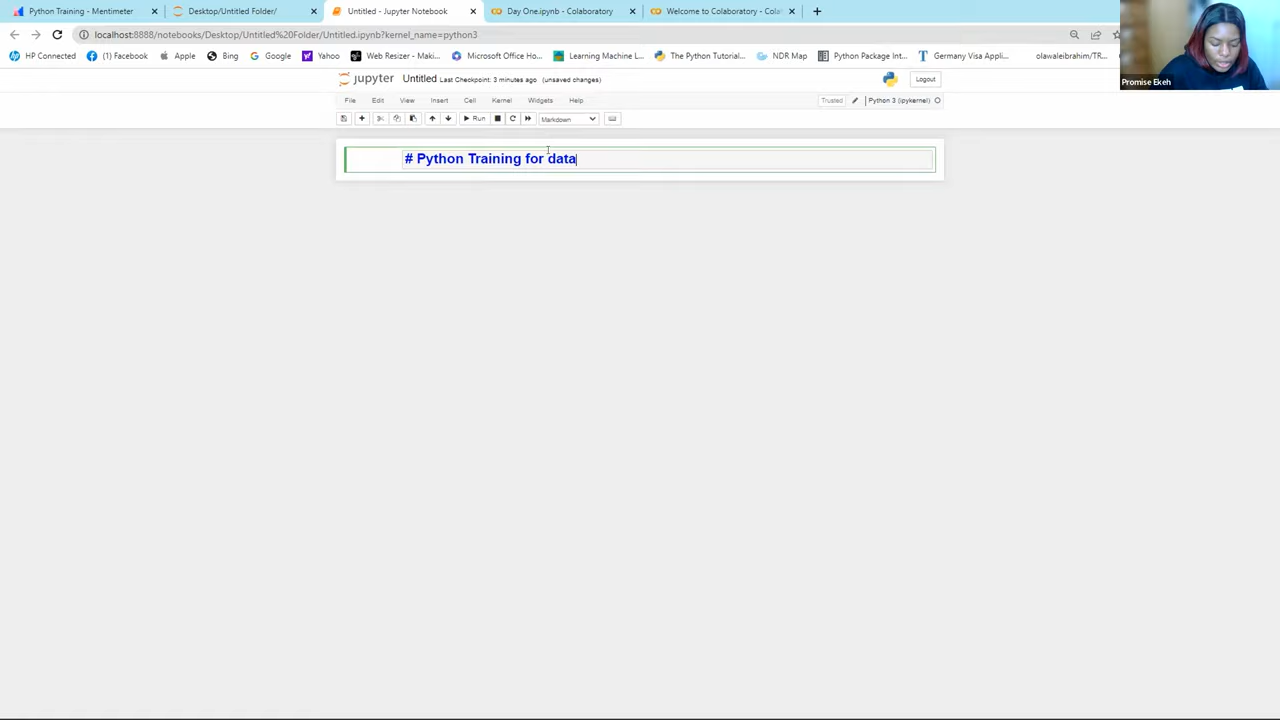 Python Training - Mentimeter
Desktop/Untitled Folder/
Untitled - Jupyter Notebook
Day One.ipynb - Colaboratory
Welcome to Colaboratory - Cola
localhost:8888/notebooks/Desktop/Untitled%20Folder/Untitled.ipynb?kernel_name=python3
HP Connected
(1) Facebook
Apple
Bing
Google
Yahoo
Web Resizer - Maki...
Microsoft Office Ho...
Learning Machine L...
The Python Tutorial...
NDR Map
Python Package Int...
Germany Visa Appli...
olawaleibrahim/TR...
Promise Ekeh
jupyter Untitled Last Checkpoint: 3 minutes ago (unsaved changes)
Logout
File Edit View Insert Cell Kernel Widgets Help
Trusted
Python 3 (ipykernel)
Run
Markdown
# Python Training for data